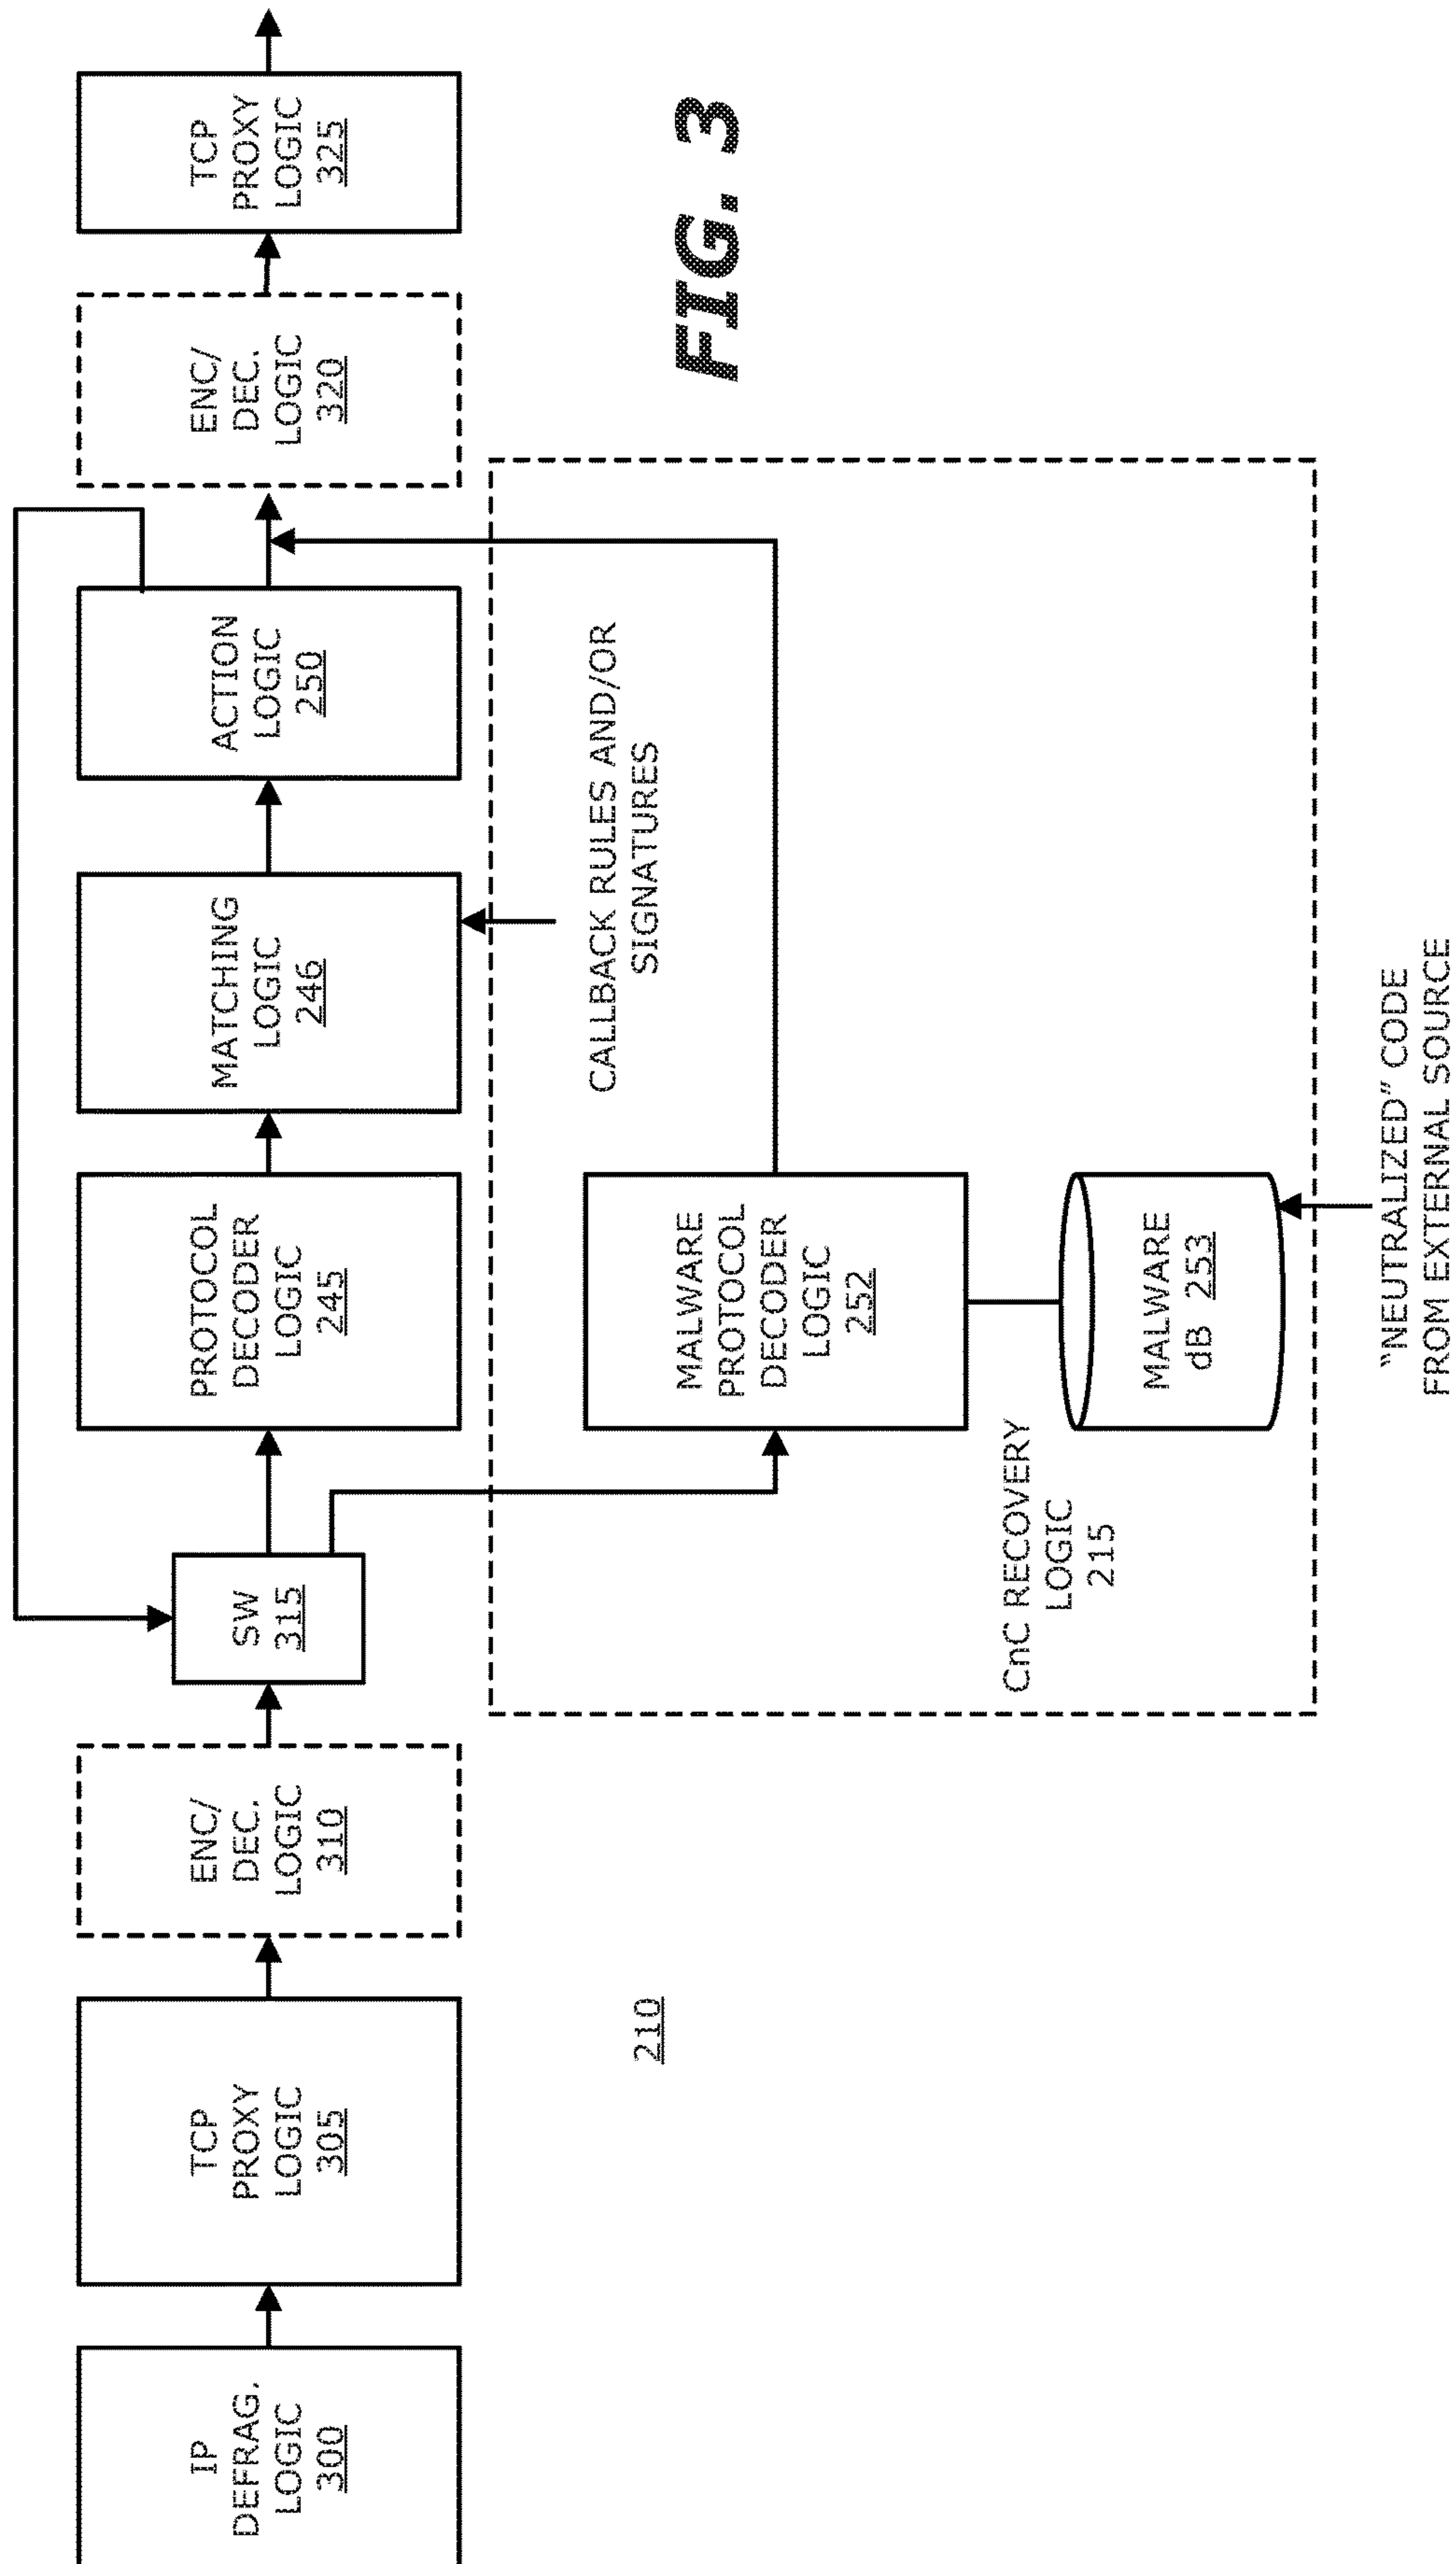 IP
DEFRAG.
LOGIC
300
TCP
PROXY
LOGIC
305
ENC/
DEC.
LOGIC
310
SW
315
PROTOCOL
DECODER
LOGIC
245
MATCHING
LOGIC
246
ACTION
LOGIC
250
ENC/
DEC.
LOGIC
320
TCP
PROXY
LOGIC
325
CALLBACK RULES AND/OR
SIGNATURES
MALWARE
PROTOCOL
DECODER
LOGIC
252
210
FIG. 3
CnC RECOVERY
LOGIC
215
MALWARE
dB 253
“NEUTRALIZED” CODE
FROM EXTERNAL SOURCE